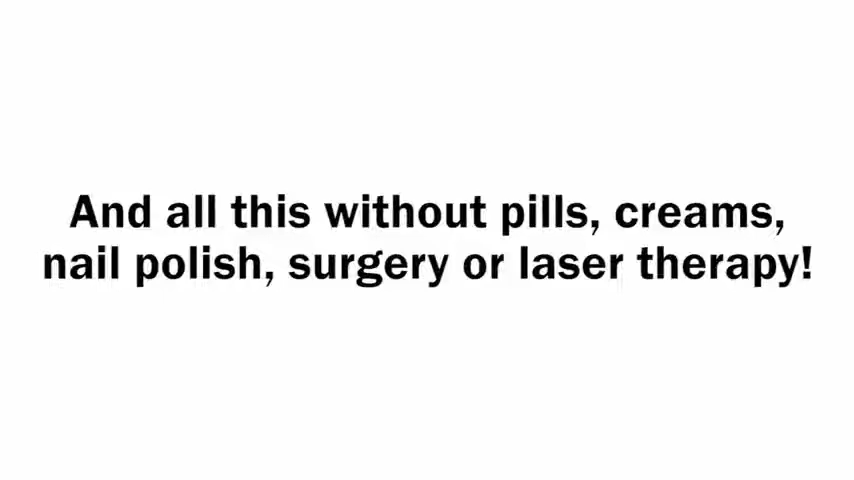 And all this without pills, creams,
nail polish, surgery or laser therapy!